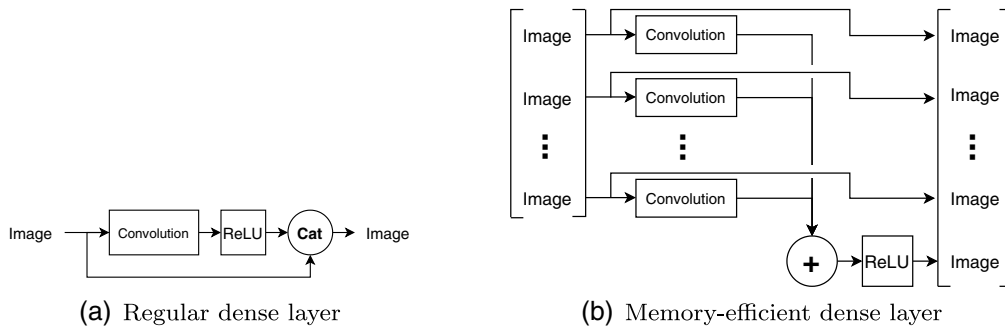 Image Convolution ReLU Cat Image
(a) Regular dense layer
Image Convolution Image
Image Convolution Image
Image Convolution Image
+ ReLU Image
(b) Memory-efficient dense layer